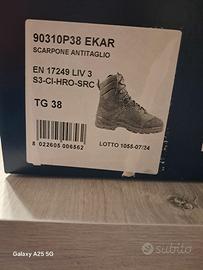 90310P38 EKAR
SCARPONE ANTITAGLIO
EN 17249 LIV 3
S3-CI-HRO-SRC
TG 38
8 022605 006562
LOTTO 1055-07/24
Galaxy A25 5G
subito